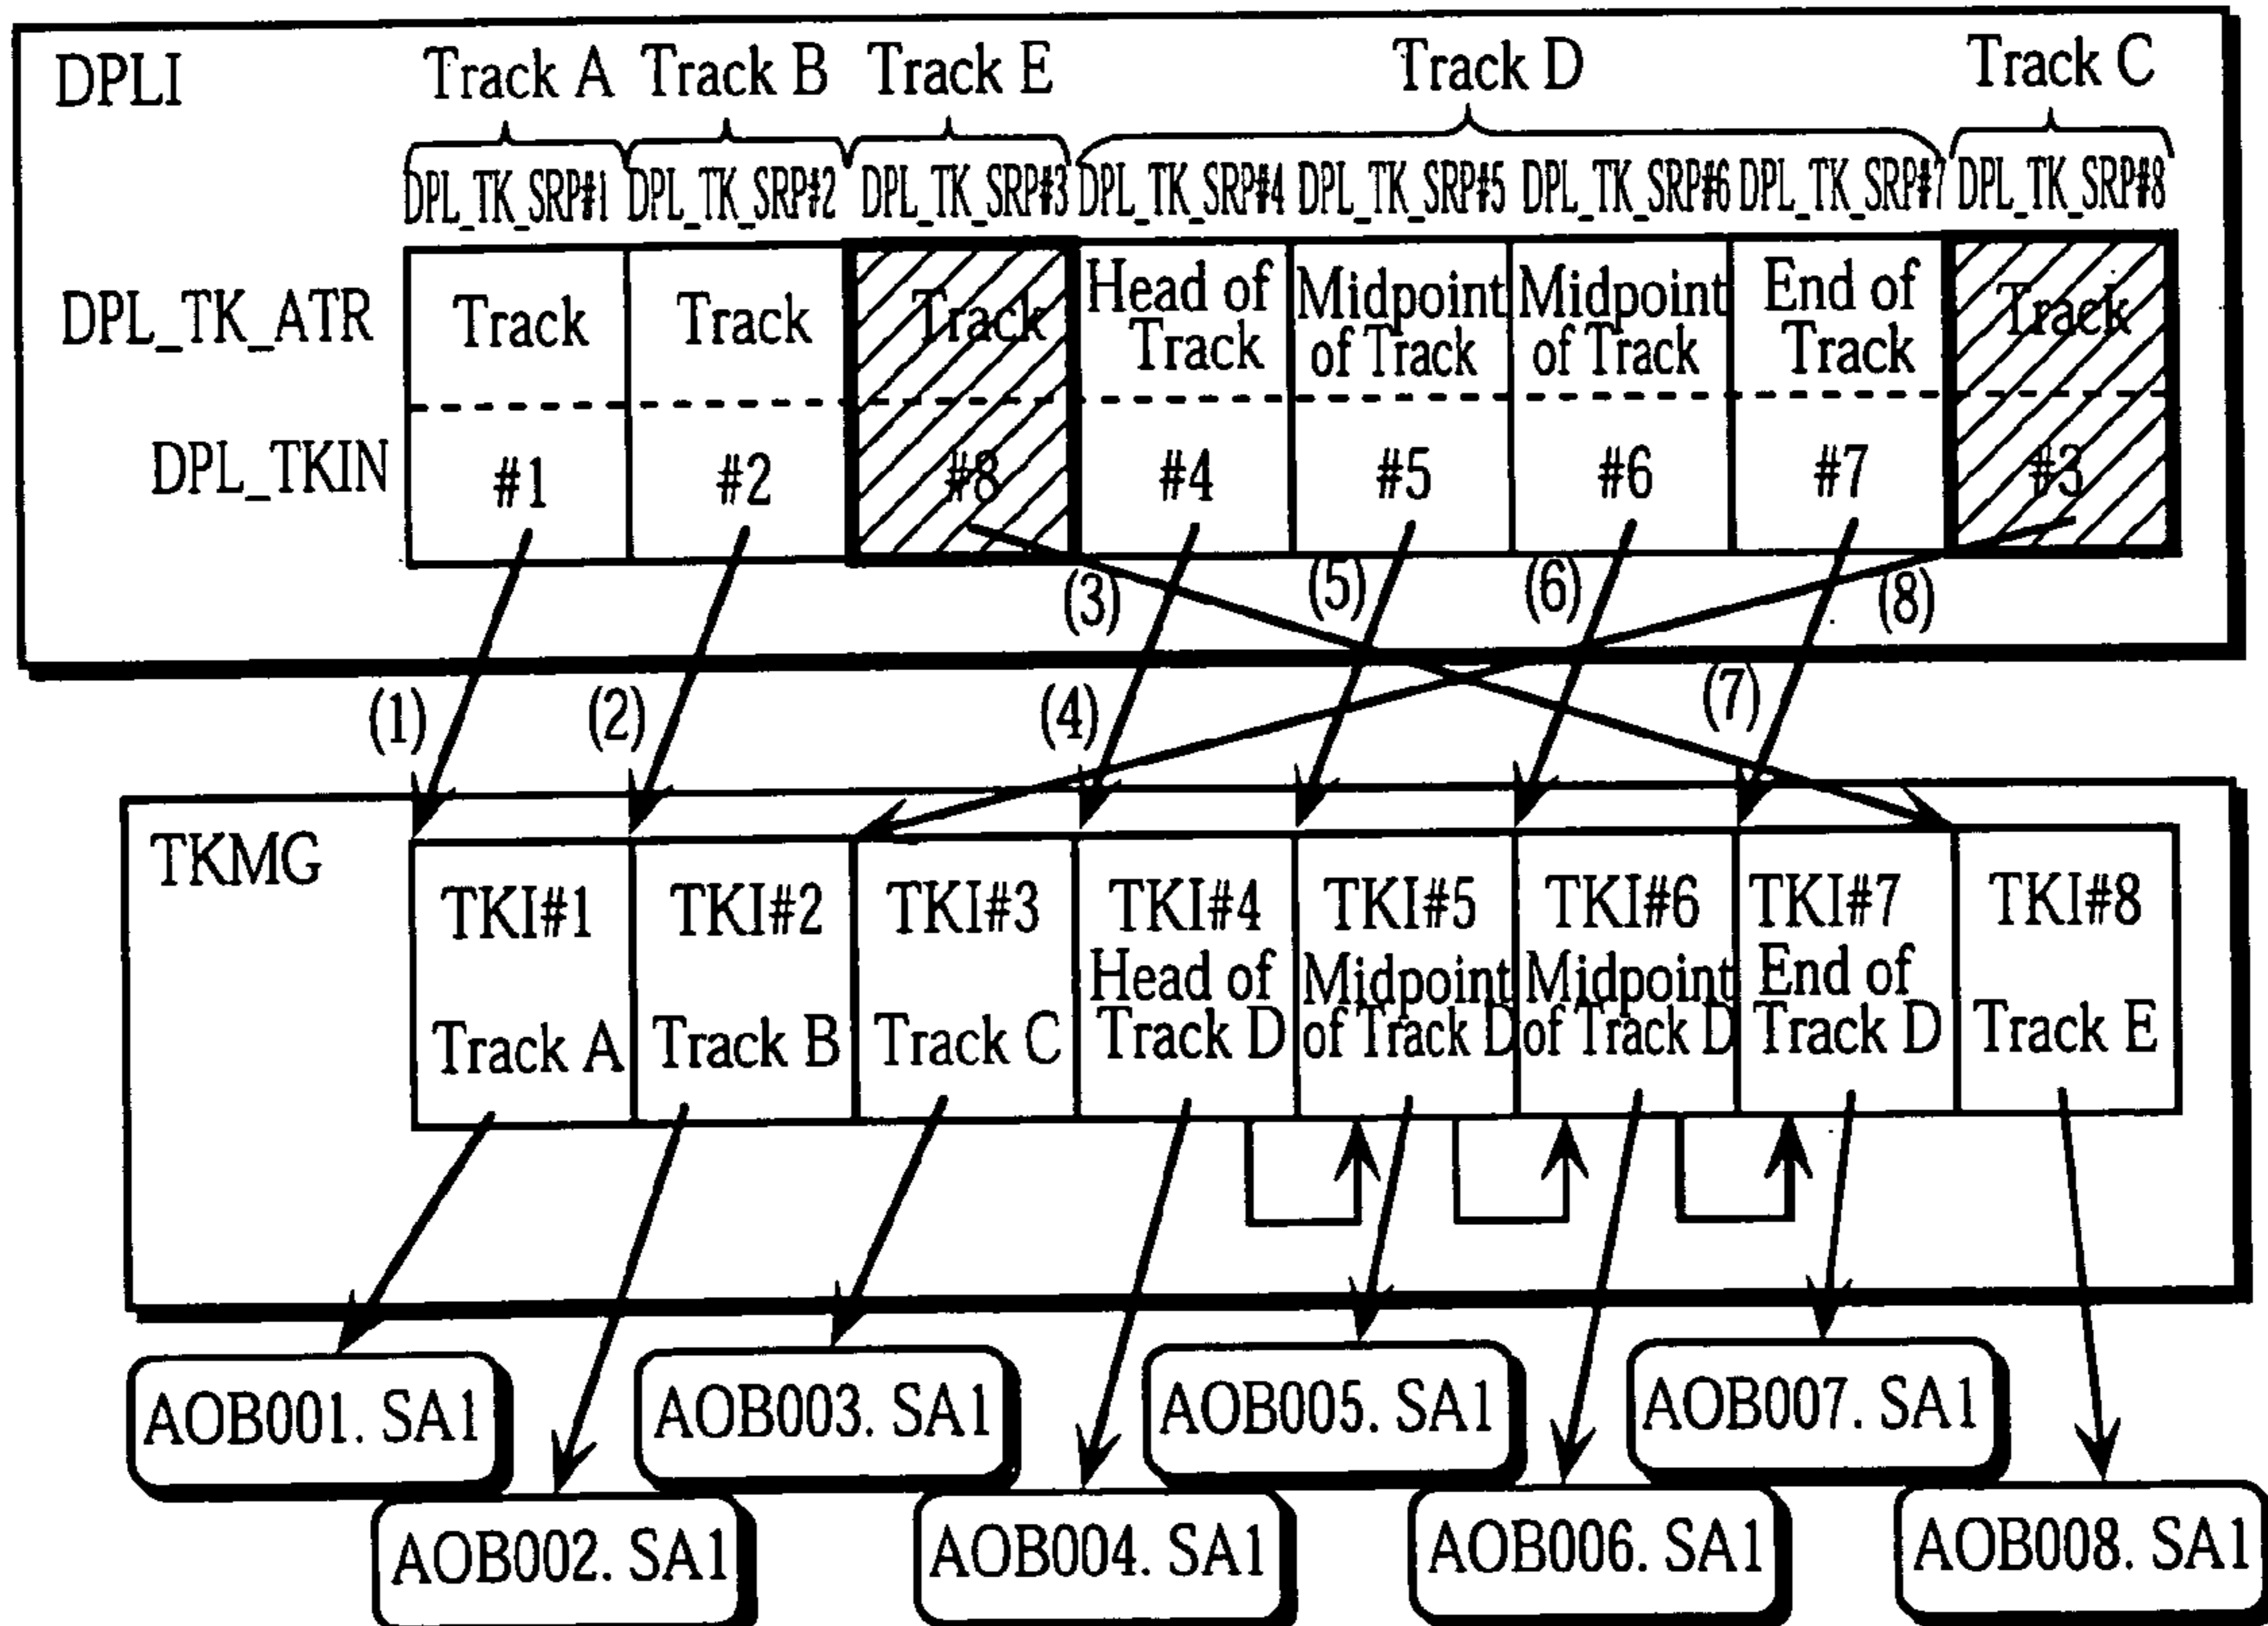 DPLI
Track A Track B Track E Track D Track C
DPL_TK_SRP#1 DPL_TK_SRP#2 DPL_TK_SRP#3 DPL_TK_SRP#4 DPL_TK_SRP#5 DPL_TK_SRP#6 DPL_TK_SRP#7 DPL_TK_SRP#8
DPL_TK_ATR
Track
Track
Track
Head of
Track
Midpoint
of Track
Midpoint
of Track
End of
Track
Track
DPL_TKIN
#1 #2 #8 #4 #5 #6 #7 #3
(3) (5) (6) (8)
(1) (2) (4) (7)
TKMG
TKI#1
Track A
TKI#2
Track B
TKI#3
Track C
TKI#4
Head of
Track D
TKI#5
Midpoint
of Track D
TKI#6
Midpoint
of Track D
TKI#7
End of
Track D
TKI#8
Track E
AOB001. SA1 AOB003. SA1 AOB005. SA1 AOB007. SA1
AOB002. SA1 AOB004. SA1 AOB006. SA1 AOB008. SA1